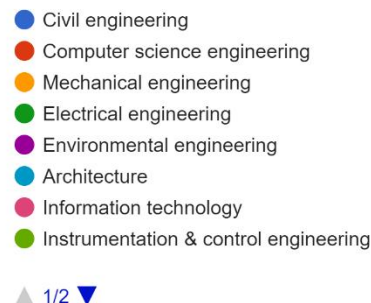 Civil engineering
Computer science engineering
Mechanical engineering
Electrical engineering
Environmental engineering
Architecture
Information technology
Instrumentation & control engineering
1/2